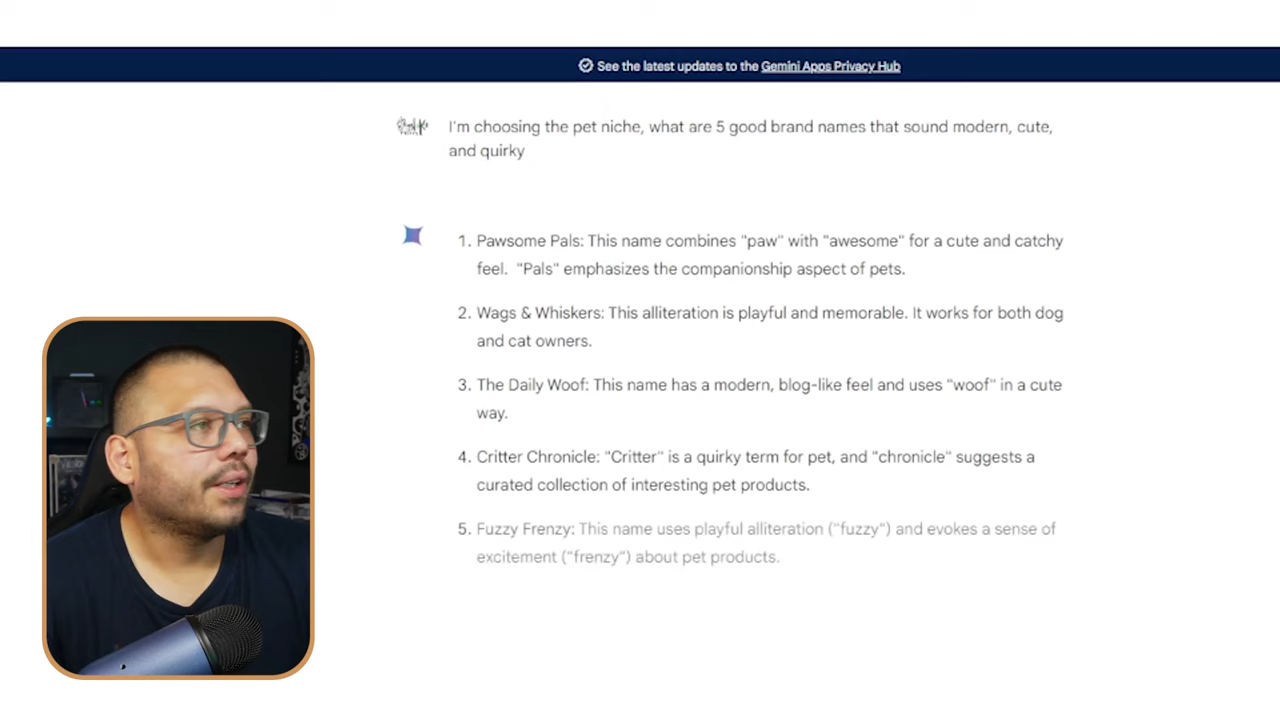 See the latest updates to the Gemini Apps Privacy Hub
I'm choosing the pet niche, what are 5 good brand names that sound modern, cute,
and quirky
1. Pawsome Pals: This name combines "paw" with "awesome" for a cute and catchy
feel. "Pals" emphasizes the companionship aspect of pets.
2. Wags & Whiskers: This alliteration is playful and memorable. It works for both dog
and cat owners.
3. The Daily Woof: This name has a modern, blog-like feel and uses "woof" in a cute
way.
4. Critter Chronicle: "Critter" is a quirky term for pet, and "chronicle" suggests a
curated collection of interesting pet products.
5. Fuzzy Frenzy: This name uses playful alliteration ("fuzzy") and evokes a sense of
excitement ("frenzy") about pet products.